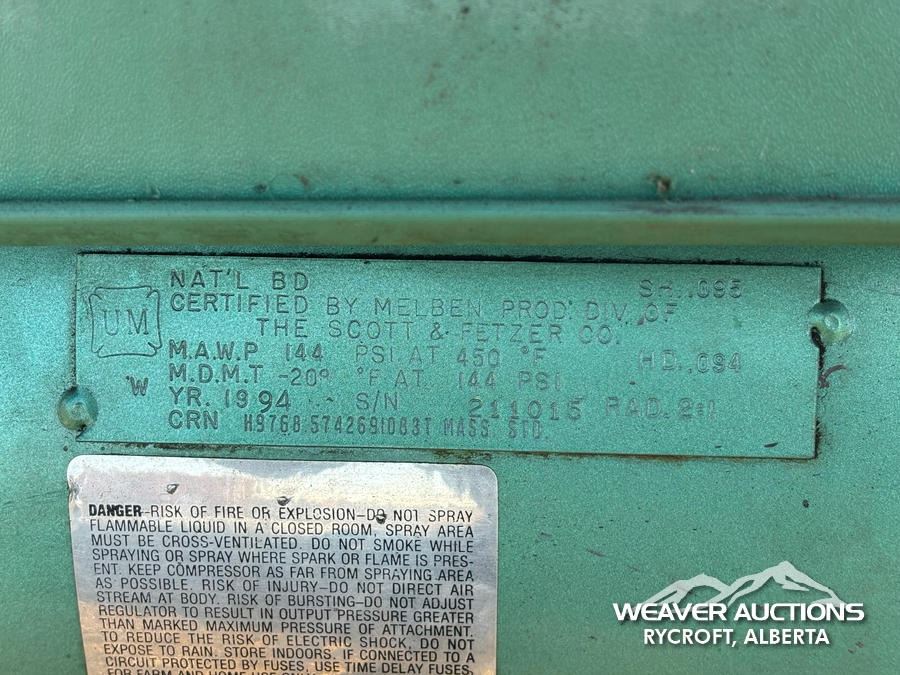 NAT'L BD SH. .095
CERTIFIED BY MELBEN PROD. DIV. OF
THE SCOTT & FETZER CO.
UM
M.A.W.P 144 PSI AT 450 °F HD. .094
W
M.D.M.T -20° °F AT 144 PSI
YR. 1994 S/N 211015 RAD. 2:1
CRN H9768.5742691083T MASS. STD.
DANGER–RISK OF FIRE OR EXPLOSION–DO NOT SPRAY
FLAMMABLE LIQUID IN A CLOSED ROOM, SPRAY AREA
MUST BE CROSS-VENTILATED. DO NOT SMOKE WHILE
SPRAYING OR SPRAY WHERE SPARK OR FLAME IS PRES-
ENT. KEEP COMPRESSOR AS FAR FROM SPRAYING AREA
AS POSSIBLE. RISK OF INJURY–DO NOT DIRECT AIR
STREAM AT BODY. RISK OF BURSTING–DO NOT ADJUST
REGULATOR TO RESULT IN OUTPUT PRESSURE GREATER
THAN MARKED MAXIMUM PRESSURE OF ATTACHMENT.
TO REDUCE THE RISK OF ELECTRIC SHOCK, DO NOT
EXPOSE TO RAIN. STORE INDOORS. IF CONNECTED TO A
CIRCUIT PROTECTED BY FUSES, USE TIME DELAY FUSES.
FOR FARM AND HOME USE
WEAVER AUCTIONS
RYCROFT, ALBERTA